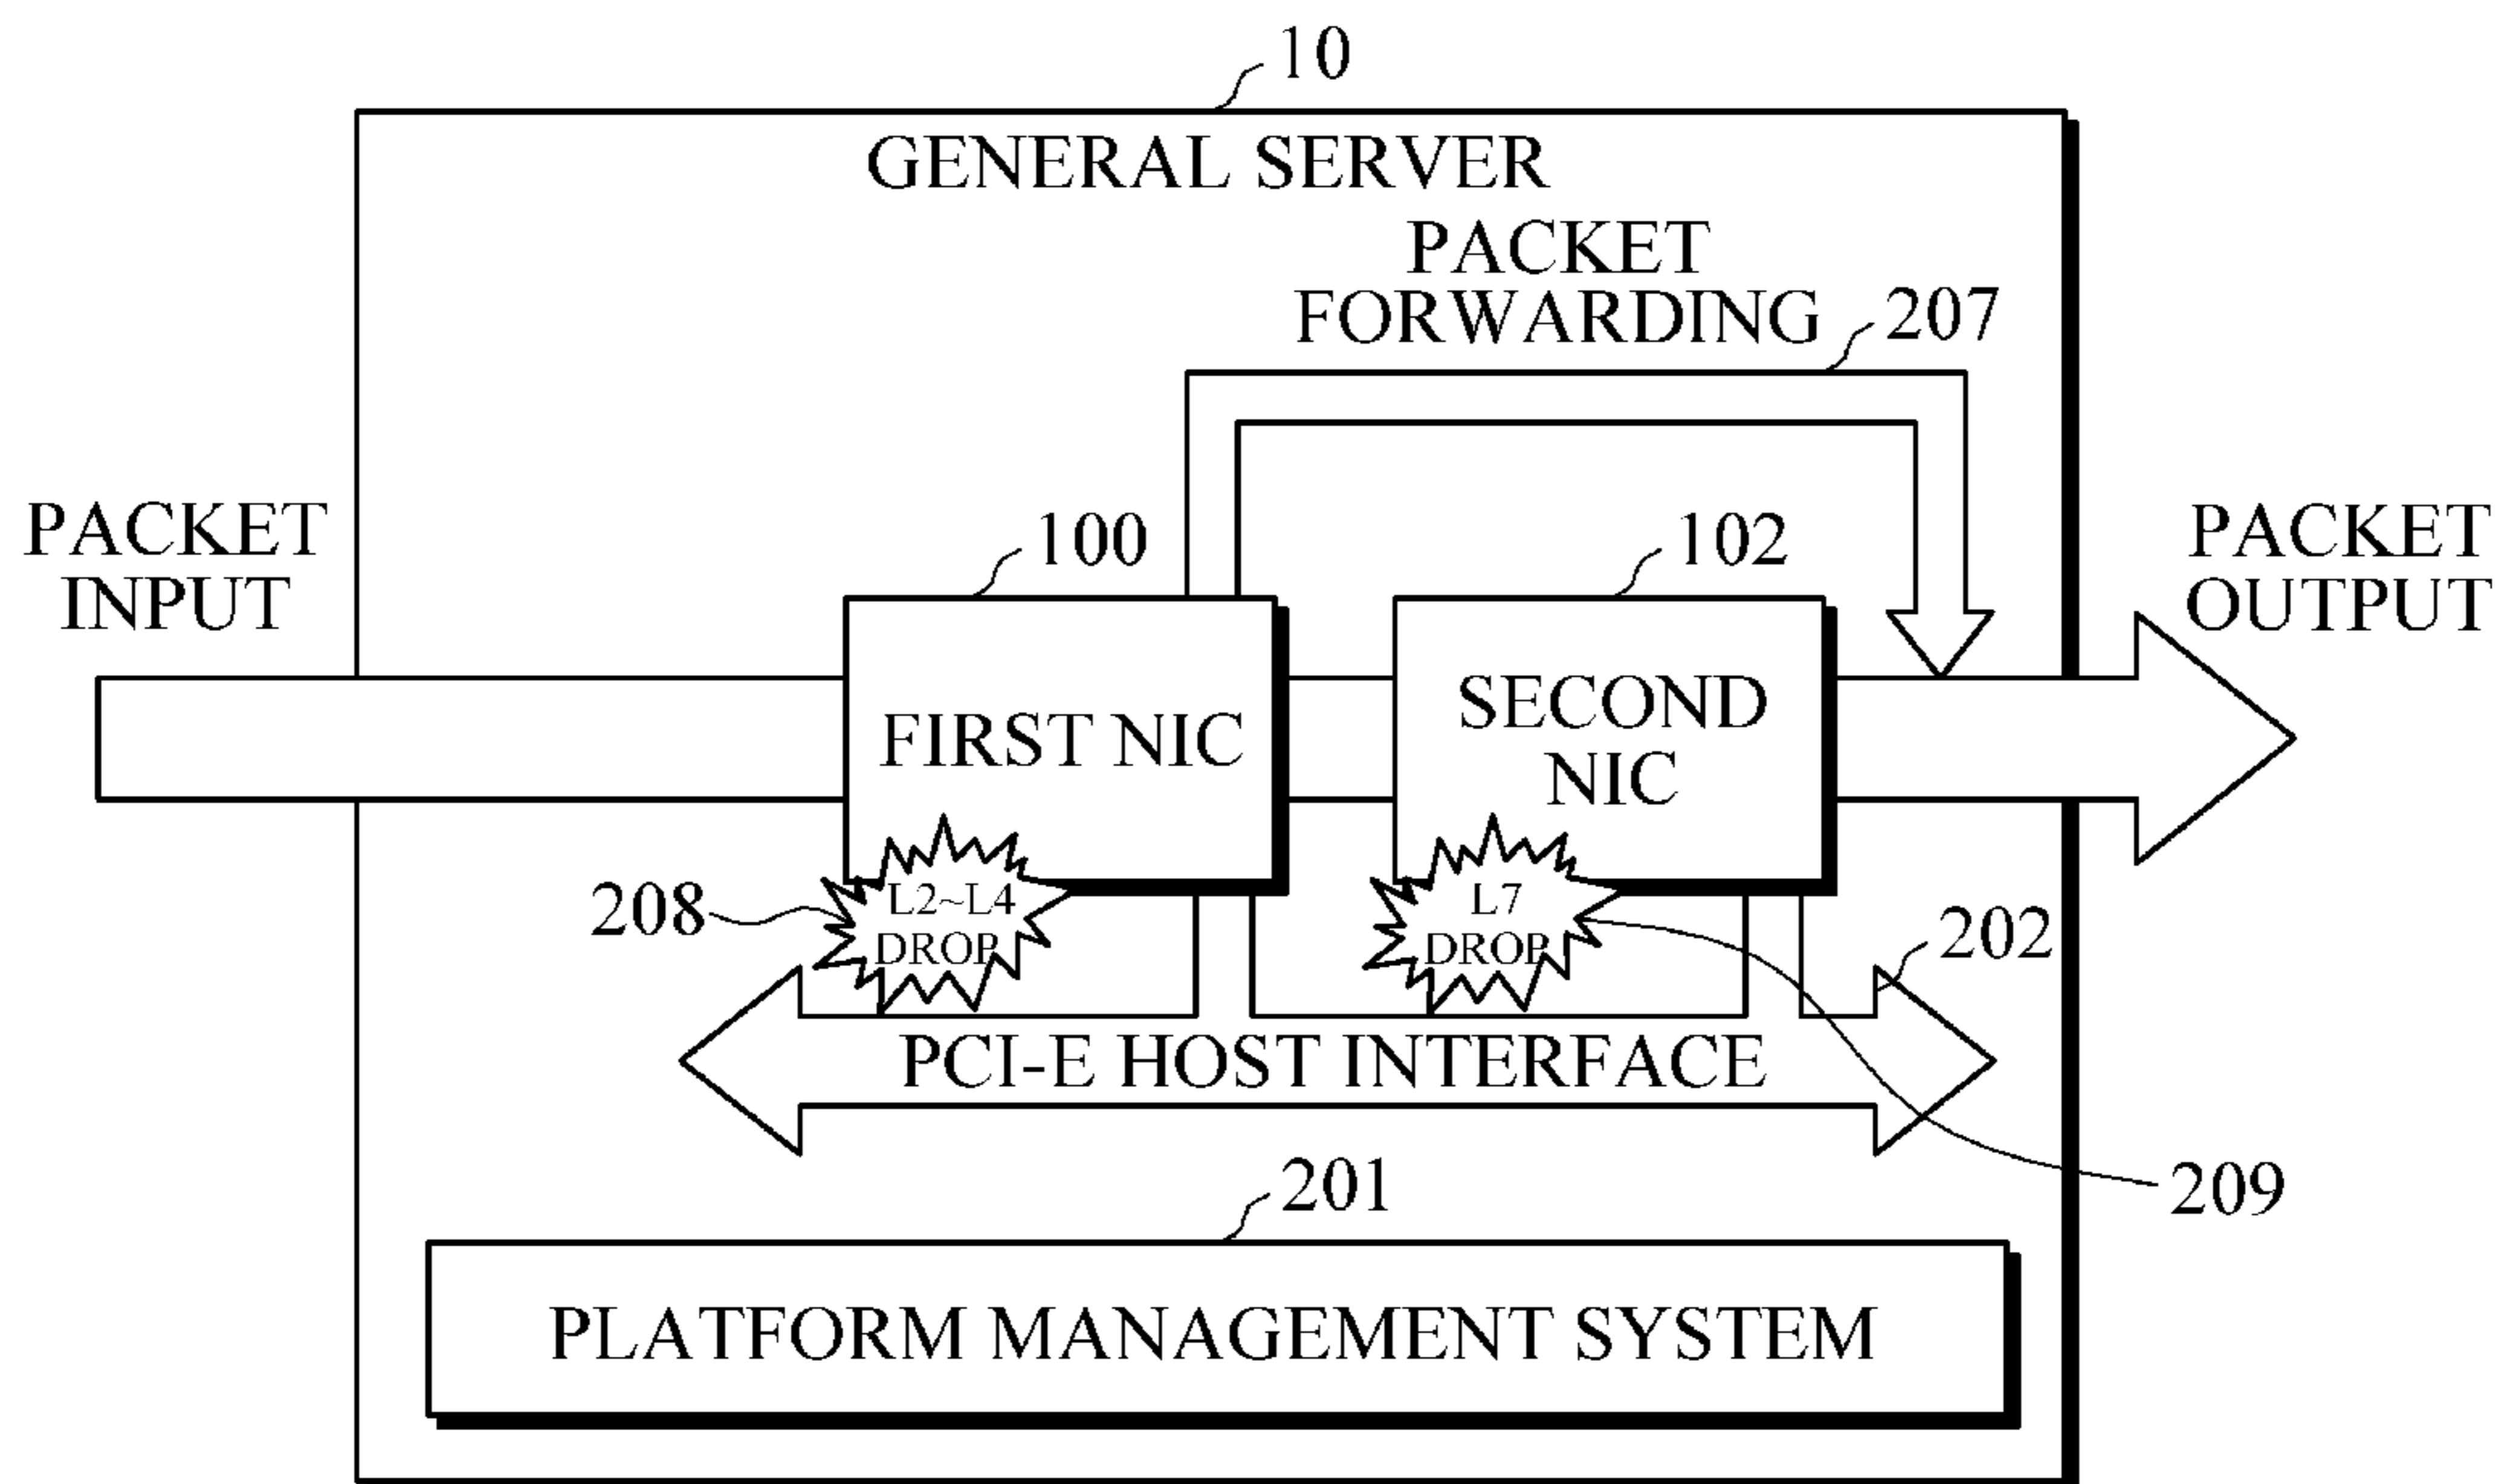 10
GENERAL SERVER
PACKET
FORWARDING
207
PACKET
INPUT
100
102
PACKET
OUTPUT
FIRST NIC
SECOND
NIC
208
L2~L4
DROP
L7
DROP
202
PCI-E HOST INTERFACE
201
209
PLATFORM MANAGEMENT SYSTEM